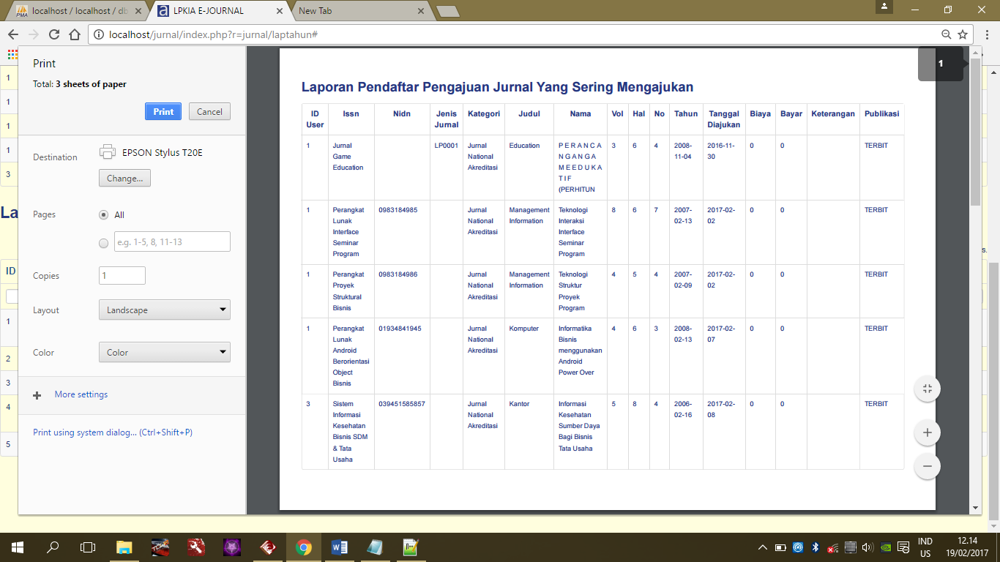 localhost / localhost / db
LPKIA E-JOURNAL
New Tab
localhost/jurnal/index.php?r=jurnal/laptahun#
Print
Total: 3 sheets of paper
Print
Cancel
Destination
EPSON Stylus T20E
Change...
Pages
All
e.g. 1-5, 8, 11-13
Copies
1
Layout
Landscape
Color
Color
More settings
Print using system dialog... (Ctrl+Shift+P)
1
1
1
1
3
La
ID
1
2
3
4
5
s.
1
Laporan Pendaftar Pengajuan Jurnal Yang Sering Mengajukan
ID User Issn Nidn Jenis Jurnal Kategori Judul Nama Vol Hal No Tahun Tanggal Diajukan Biaya Bayar Keterangan Publikasi
1 Jurnal Game Education LP0001 Jurnal National Akreditasi Education P E R A N C A N G A N G A M E E D U K A T I F (PERHITUN 3 6 4 2008-11-04 2016-11-30 0 0 TERBIT
1 Perangkat Lunak Interface Seminar Program 0983184985 Jurnal National Akreditasi Management Information Teknologi Interaksi Interface Seminar Program 8 6 7 2007-02-13 2017-02-02 0 0 TERBIT
1 Perangkat Proyek Struktural Bisnis 0983184986 Jurnal National Akreditasi Management Information Teknologi Struktur Proyek Program 4 5 4 2007-02-09 2017-02-02 0 0 TERBIT
1 Perangkat Lunak Android Berorientasi Object Bisnis 01934841945 Jurnal National Akreditasi Komputer Informatika Bisnis menggunakan Android Power Over 4 6 3 2008-02-13 2017-02-07 0 0 TERBIT
3 Sistem Informasi Kesehatan Bisnis SDM & Tata Usaha 039451585857 Jurnal National Akreditasi Kantor Informasi Kesehatan Sumber Daya Bagi Bisnis Tata Usaha 5 8 4 2006-02-16 2017-02-08 0 0 TERBIT
IND
US
12.14
19/02/2017